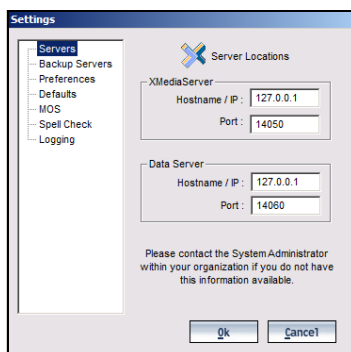 Settings
Servers
Backup Servers
Preferences
Defaults
MOS
Spell Check
Logging
Server Locations
XMediaServer
Hostname / IP : 127.0.0.1
Port : 14050
Data Server
Hostname / IP : 127.0.0.1
Port : 14060
Please contact the System Administrator
within your organization if you do not have
this information available.
Ok Cancel